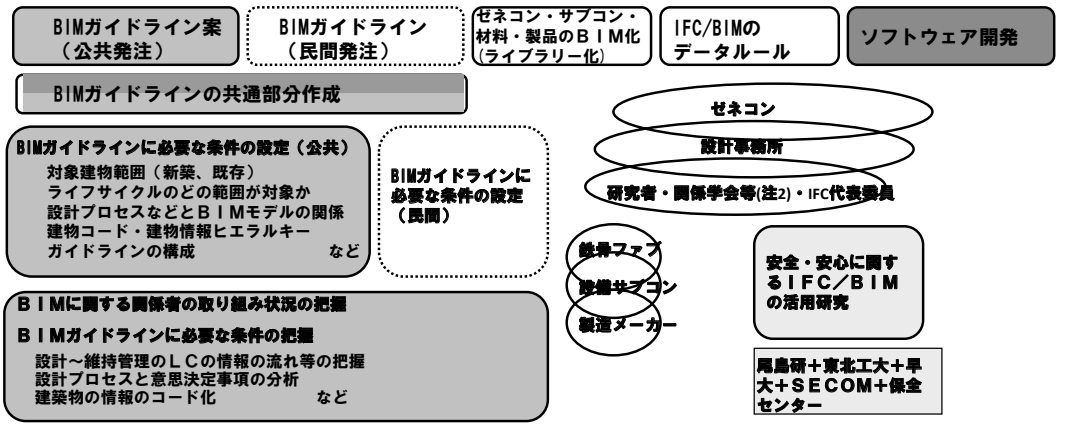 BIMガイドライン案
(公共発注)
BIMガイドライン
(民間発注)
ゼネコン・サブコン・
材料・製品のＢＩＭ化
(ライブラリー化)
IFC/BIMの
データルール
ソフトウェア開発
BIMガイドラインの共通部分作成
BIMガイドラインに必要な条件の設定（公共）
対象建物範囲（新築、既存）
ライフサイクルのどの範囲が対象か
設計プロセスなどとＢＩＭモデルの関係
建物コード・建物情報ヒエラルキー
ガイドラインの構成 など
BIMガイドラインに
必要な条件の設定
（民間）
ゼネコン
設計事務所
研究者・関係学会等(注2)・IFC代表委員
鉄骨ファブ
設備サブコン
製造メーカー
安全・安心に関す
るＩＦＣ／ＢＩＭ
の活用研究
尾島研＋東北工大＋早
大＋ＳＥＣＯＭ＋保全
センター
ＢＩＭに関する関係者の取り組み状況の把握
ＢＩＭガイドラインに必要な条件の把握
設計～維持管理のＬＣの情報の流れ等の把握
設計プロセスと意思決定事項の分析
建築物の情報のコード化 など